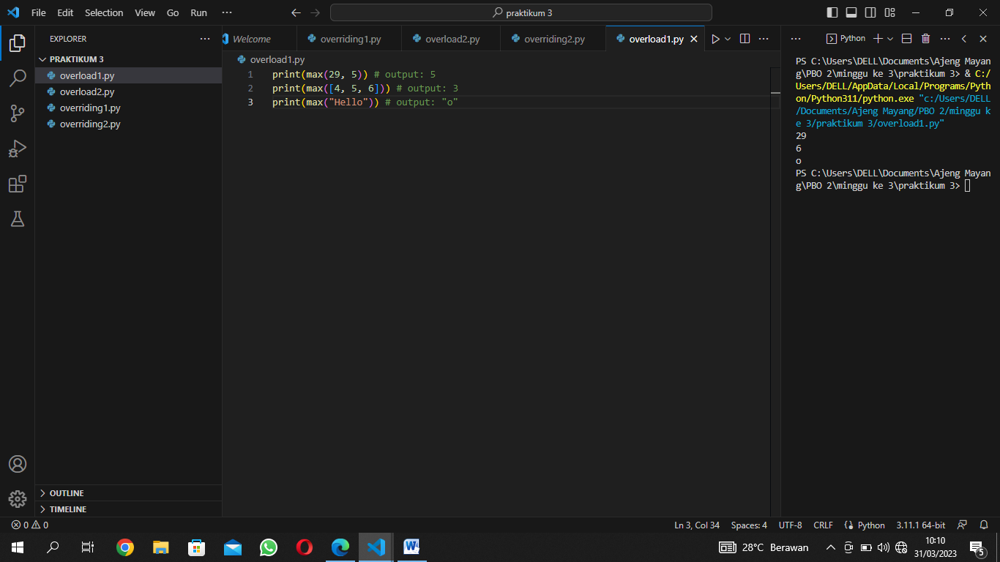 File Edit Selection View Go Run ···
praktikum 3
EXPLORER ···
PRAKTIKUM 3
overload1.py
overload2.py
overriding1.py
overriding2.py
OUTLINE
TIMELINE
Welcome overriding1.py overload2.py overriding2.py overload1.py ···
overload1.py
1 print(max(29, 5)) # output: 5
2 print(max([4, 5, 6])) # output: 3
3 print(max("Hello")) # output: "o"
··· Python ···
PS C:\Users\DELL\Documents\Ajeng Mayan
g\PBO 2\minggu ke 3\praktikum 3> & C:/
Users/DELL/AppData/Local/Programs/Pyth
on/Python311/python.exe "c:/Users/DELL
/Documents/Ajeng Mayang/PBO 2/minggu k
e 3/praktikum 3/overload1.py"
29
6
o
PS C:\Users\DELL\Documents\Ajeng Mayan
g\PBO 2\minggu ke 3\praktikum 3>
0 0 Ln 3, Col 34 Spaces: 4 UTF-8 CRLF Python 3.11.1 64-bit
28°C Berawan
10:10
31/03/2023
5